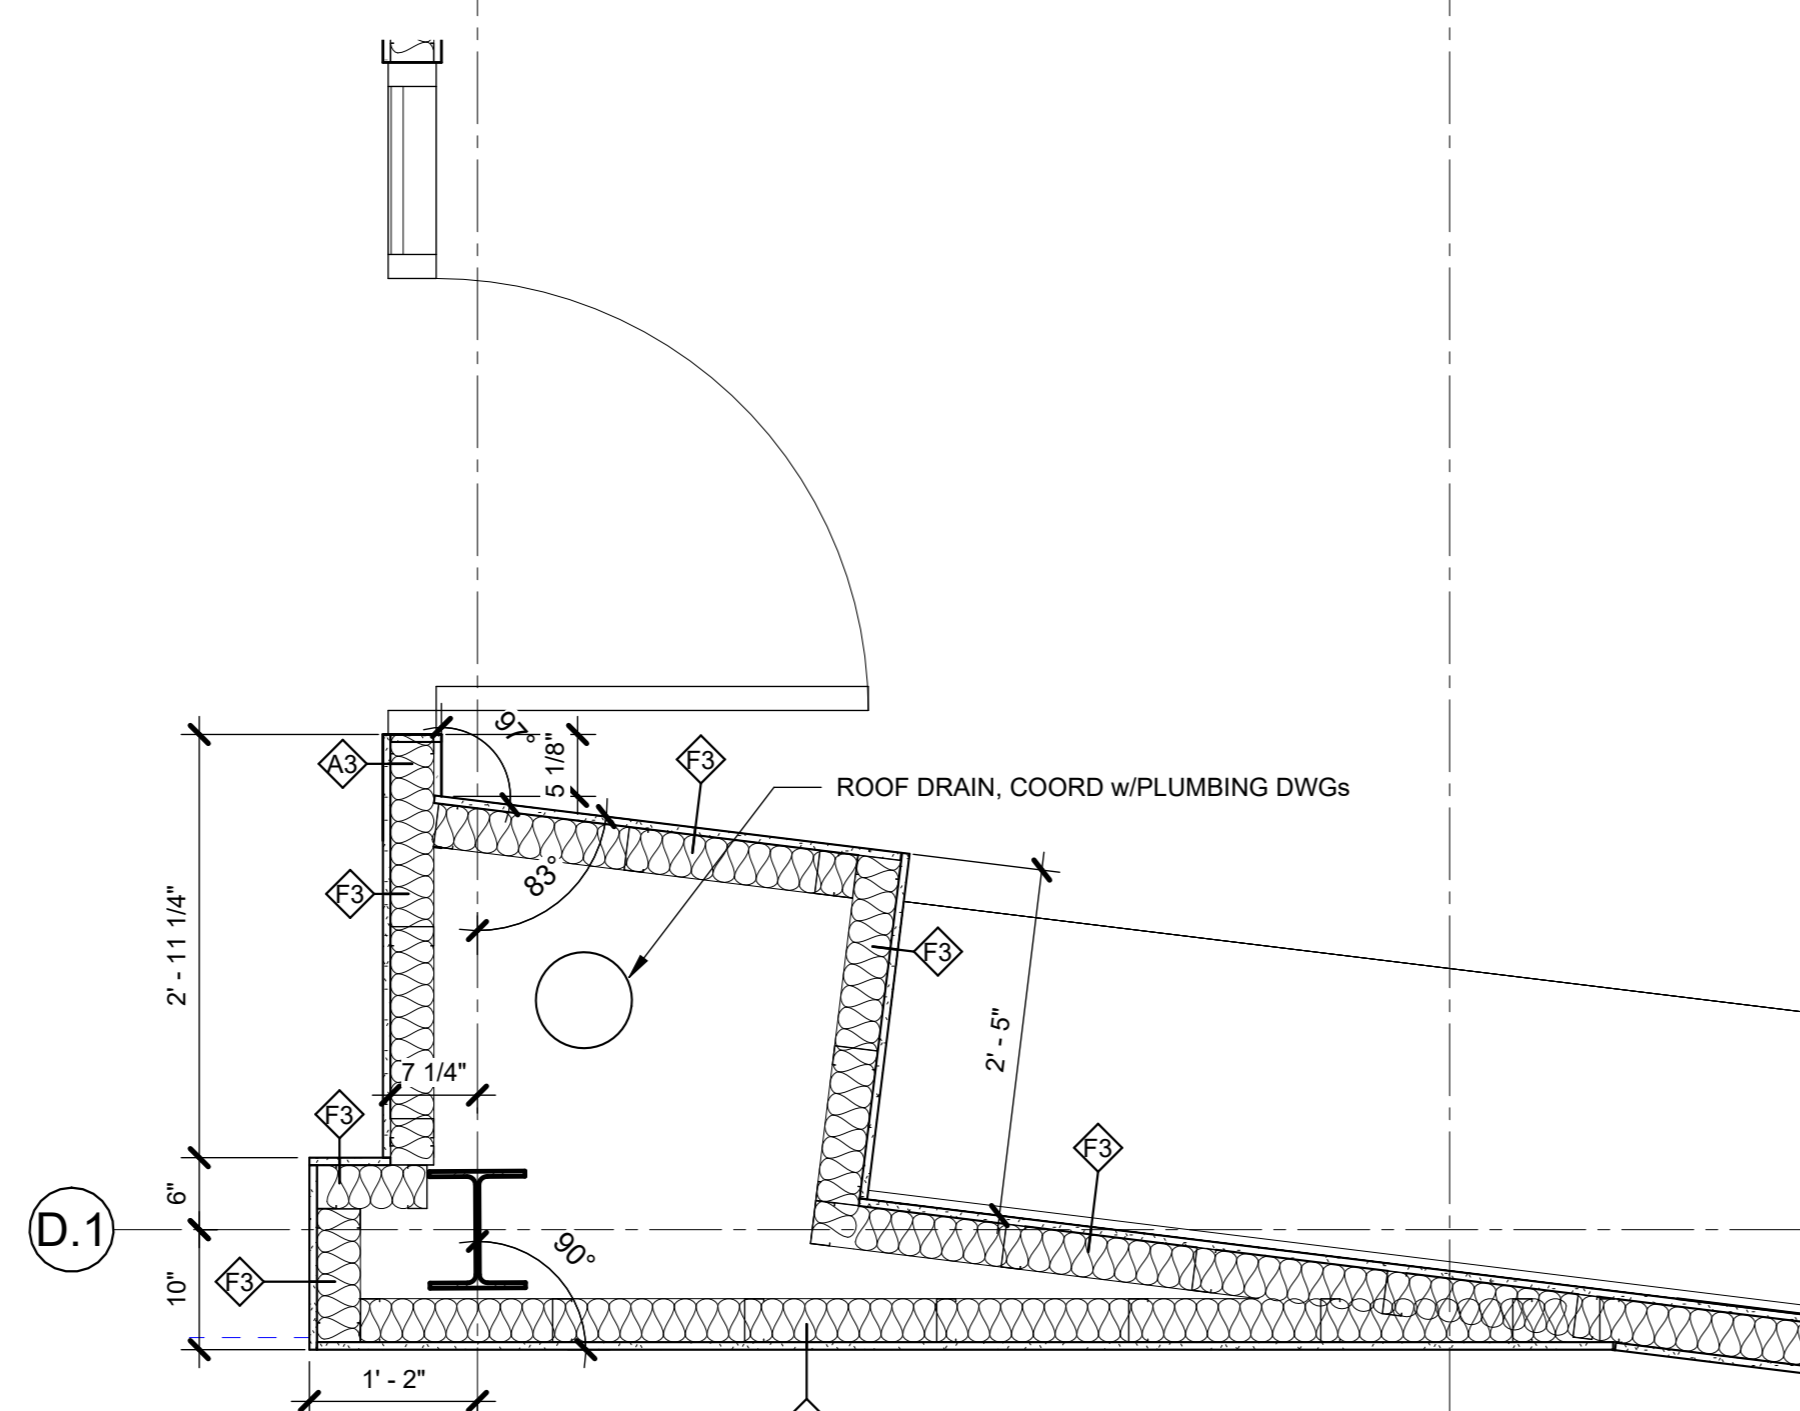 97°
5 1/8"
F3
A3
ROOF DRAIN, COORD w/PLUMBING DWGs
83°
F3
2' - 11 1/4"
F3
2' - 5"
7 1/4"
F3
F3
6"
D.1
90°
F3
10"
1' - 2"